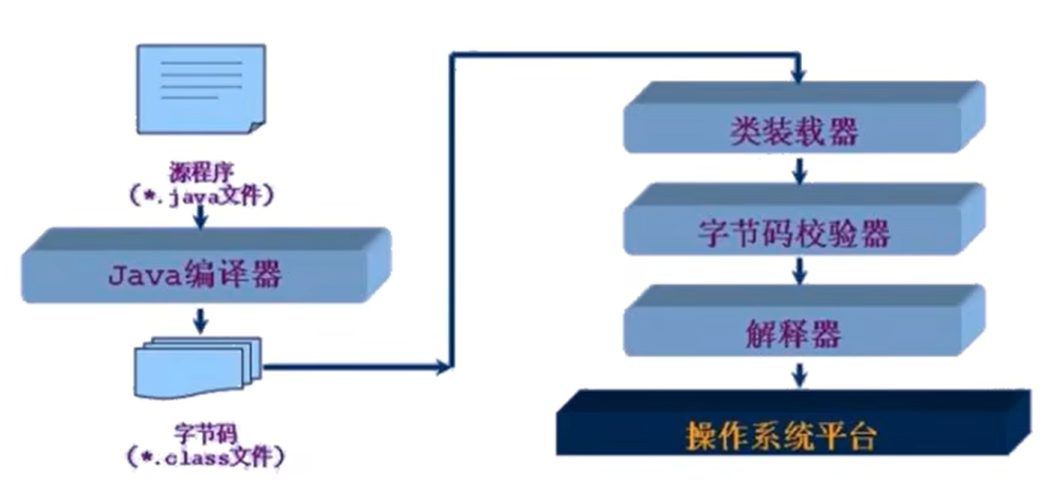 源程序
(*.java文件)
Java编译器
字节码
(*.class文件)
类装载器
字节码校验器
解释器
操作系统平台